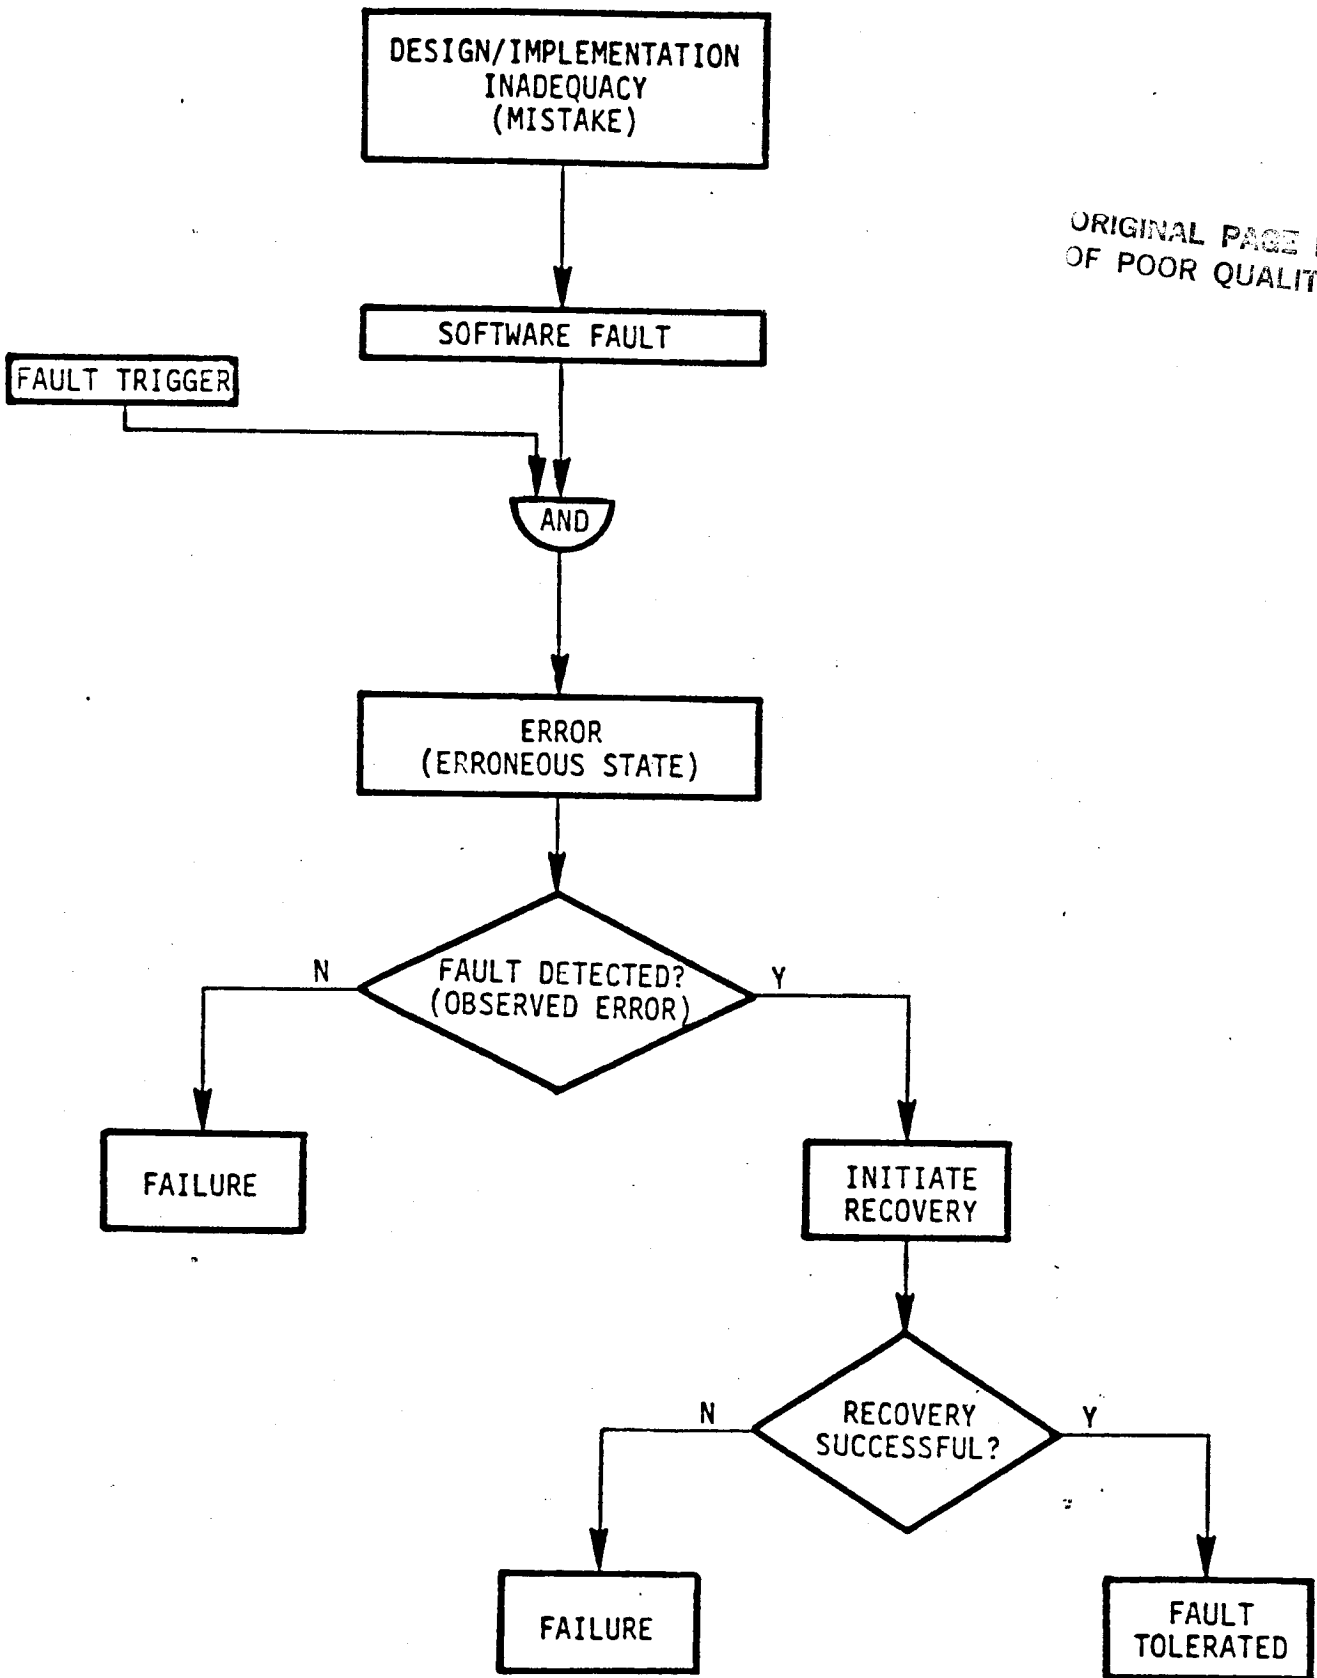 DESIGN/IMPLEMENTATION
INADEQUACY
(MISTAKE)
ORIGINAL PAGE
OF POOR
SOFTWARE FAULT
FAULT TRIGGER
AND
ERROR
(ERRONEOUS STATE)
N
FAULT DETECTED?
(OBSERVED ERROR)
Y
FAILURE
INITIATE
RECOVERY
N
RECOVERY
SUCCESSFUL?
Y
FAILURE
FAULT
TOLERATED